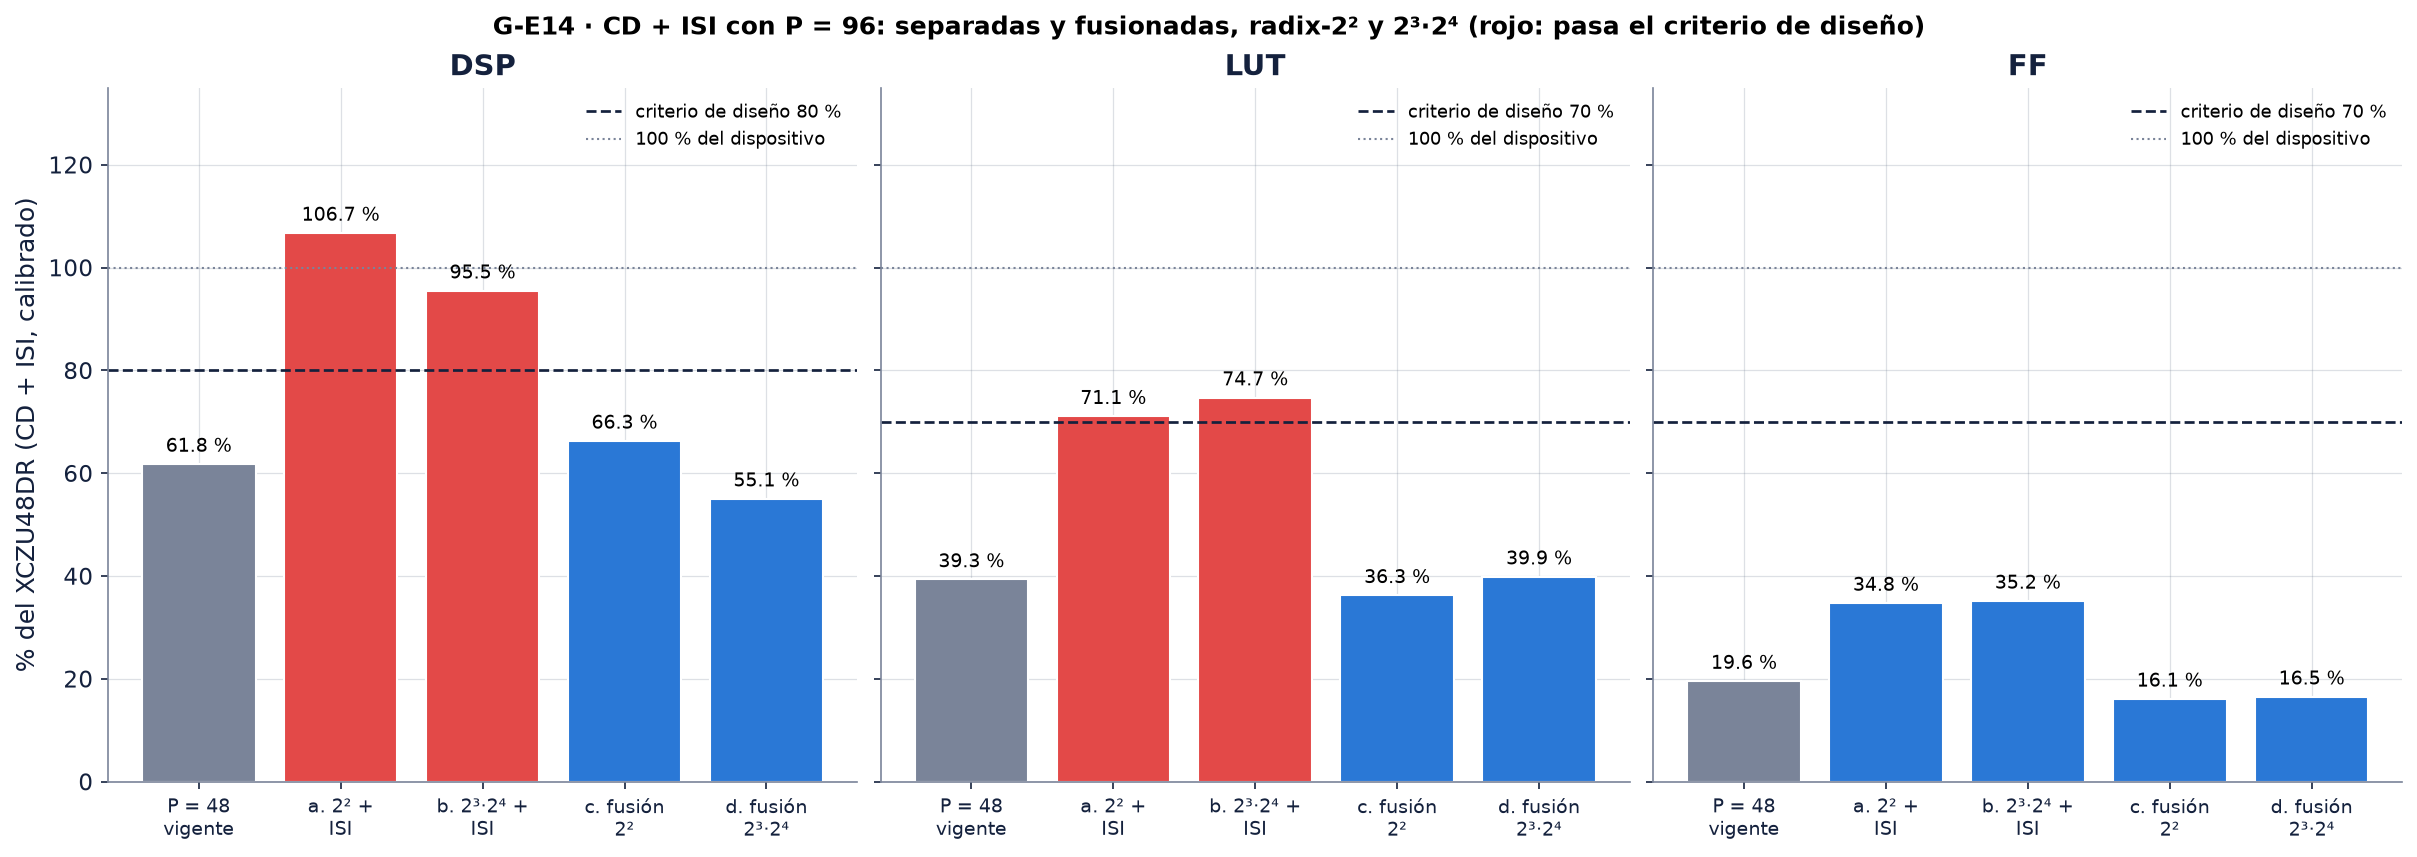 G-E14 · CD + ISI con P = 96: separadas y fusionadas, radix-2² y 2³·2⁴ (rojo: pasa el criterio de diseño)
% del XCZU48DR (CD + ISI, calibrado)
DSP
criterio de diseño 80 %
100 % del dispositivo
120
100
80
60
40
20
0
61.8 %
106.7 %
95.5 %
66.3 %
55.1 %
P = 48
vigente
a. 2² +
ISI
b. 2³·2⁴ +
ISI
c. fusión
2²
d. fusión
2³·2⁴
LUT
criterio de diseño 70 %
100 % del dispositivo
39.3 %
71.1 %
74.7 %
36.3 %
39.9 %
P = 48
vigente
a. 2² +
ISI
b. 2³·2⁴ +
ISI
c. fusión
2²
d. fusión
2³·2⁴
FF
criterio de diseño 70 %
100 % del dispositivo
19.6 %
34.8 %
35.2 %
16.1 %
16.5 %
P = 48
vigente
a. 2² +
ISI
b. 2³·2⁴ +
ISI
c. fusión
2²
d. fusión
2³·2⁴